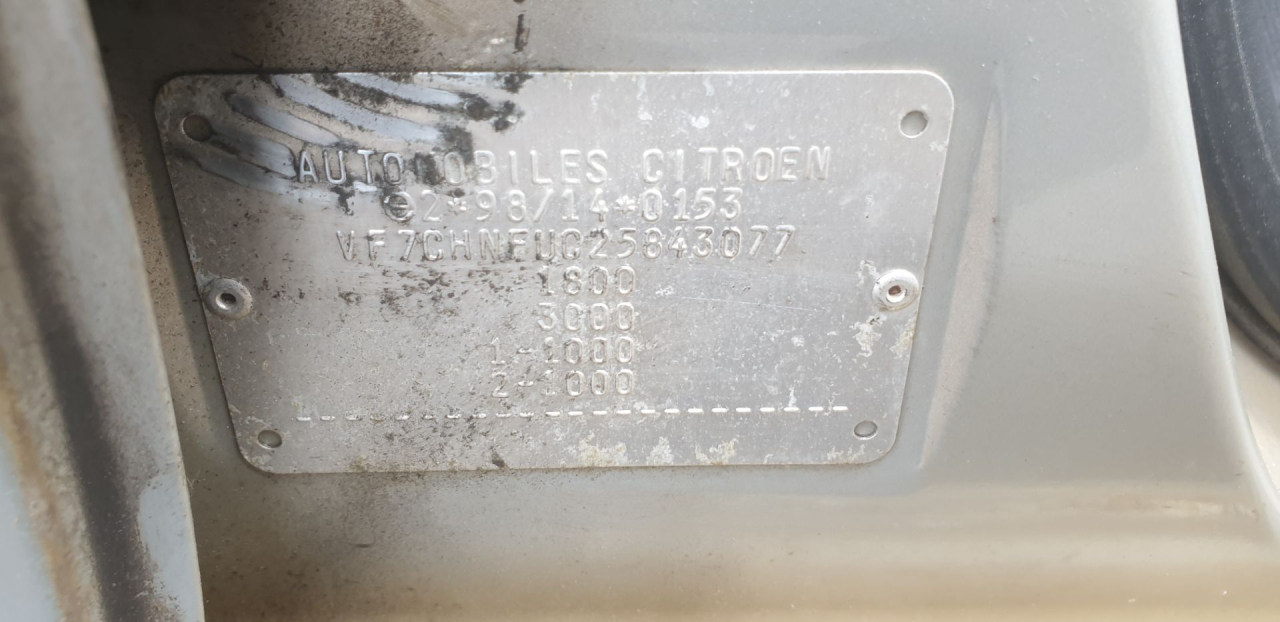 AUTOMOBILES CITROEN
e2*98/14*0153
VF7CHNFUC25843077
1800
3000
1-1000
2-1000